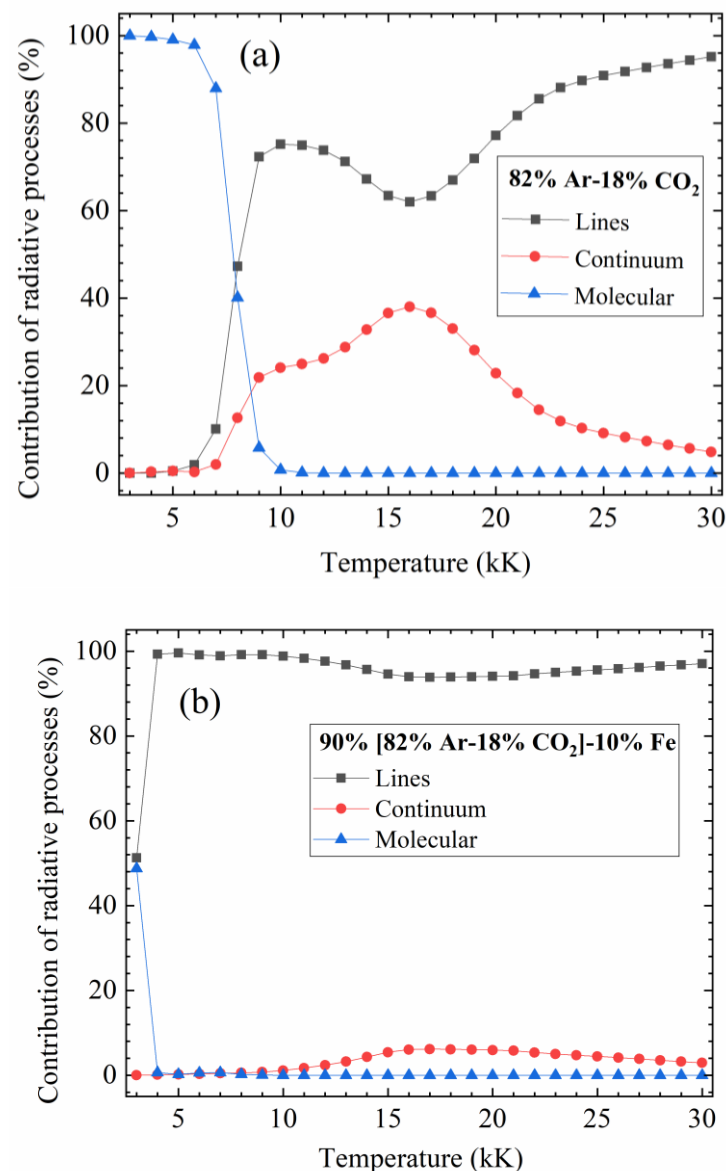 (a)
100
80
60
40
20
0
Contribution of radiative processes (%)
82% Ar-18% CO₂
Lines
Continuum
Molecular
5 10 15 20 25 30
Temperature (kK)
(b)
100
80
60
40
20
0
Contribution of radiative processes (%)
90% [82% Ar-18% CO₂]-10% Fe
Lines
Continuum
Molecular
5 10 15 20 25 30
Temperature (kK)